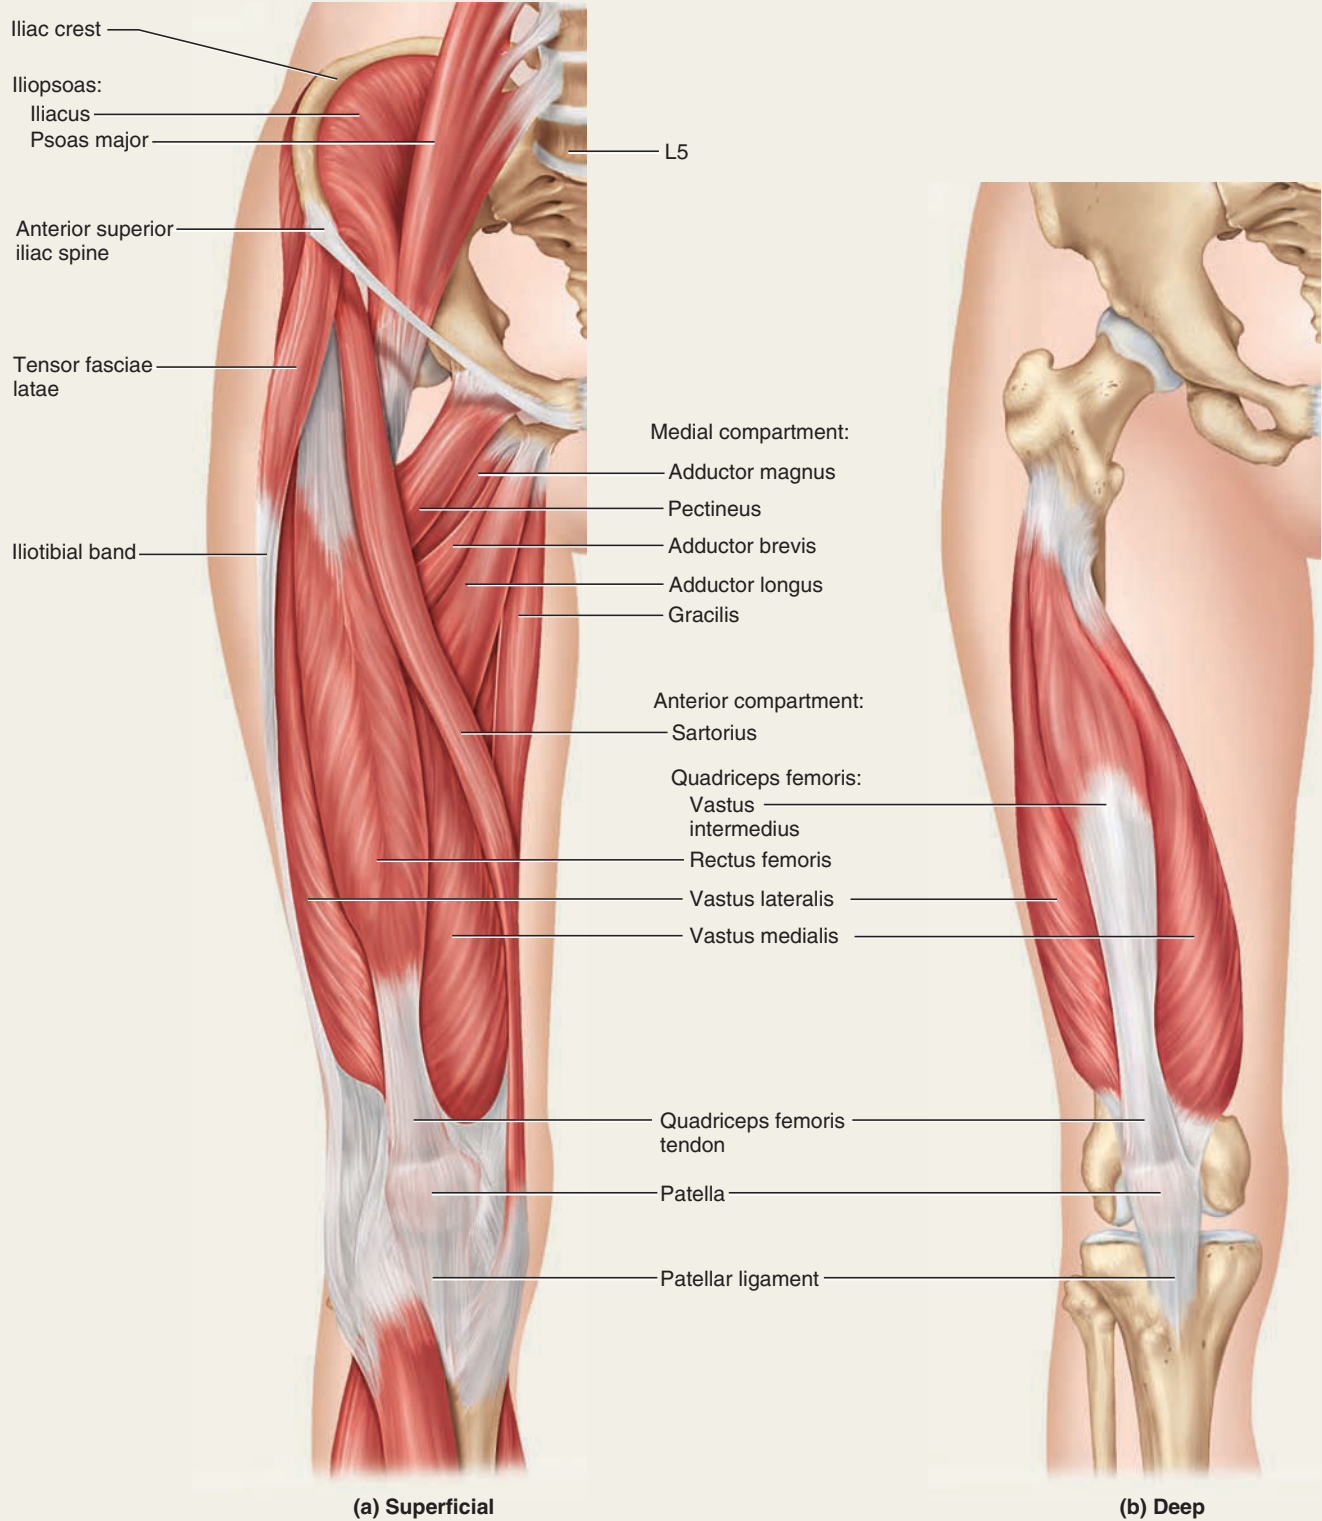 Iliac crest
Iliopsoas:
Iliacus
Psoas major
L5
Anterior superior
iliac spine
Tensor fasciae
latae
Iliotibial band
Medial compartment:
Adductor magnus
Pectineus
Adductor brevis
Adductor longus
Gracilis
Anterior compartment:
Sartorius
Quadriceps femoris:
Vastus
intermedius
Rectus femoris
Vastus lateralis
Vastus medialis
Quadriceps femoris
tendon
Patella
Patellar ligament
(a) Superficial
(b) Deep